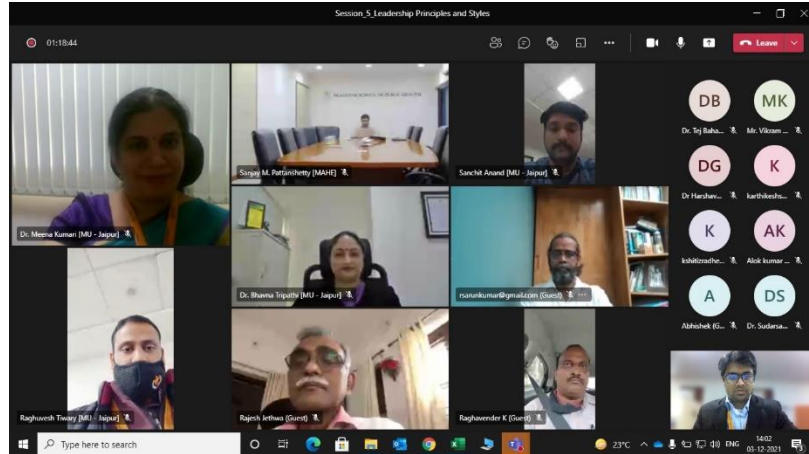 Session_5_Leadership Principles and Styles
01:18:44
Leave
Dr. Meena Kumari [MU - Jaipur]
Sanjay M. Pattanshetty [MAHE]
Sanchit Anand [MU - Jaipur]
DB
MK
Dr. Tej Baha...
Mr. Vikram ...
DG
K
Dr Harshav...
karthikeshs...
Dr. Bhavna Tripathi [MU - Jaipur]
rsarunkumar@gmail.com (Guest)
K
AK
kshitizradhe...
Alok kumar ...
A
DS
Abhishek (G...
Dr. Sudarsa...
Raghuvesh Tiwary [MU - Jaipur]
Rajesh Jethwa (Guest)
Raghavender K (Guest)
Type here to search
23°C
ENG
14:02
03-12-2021